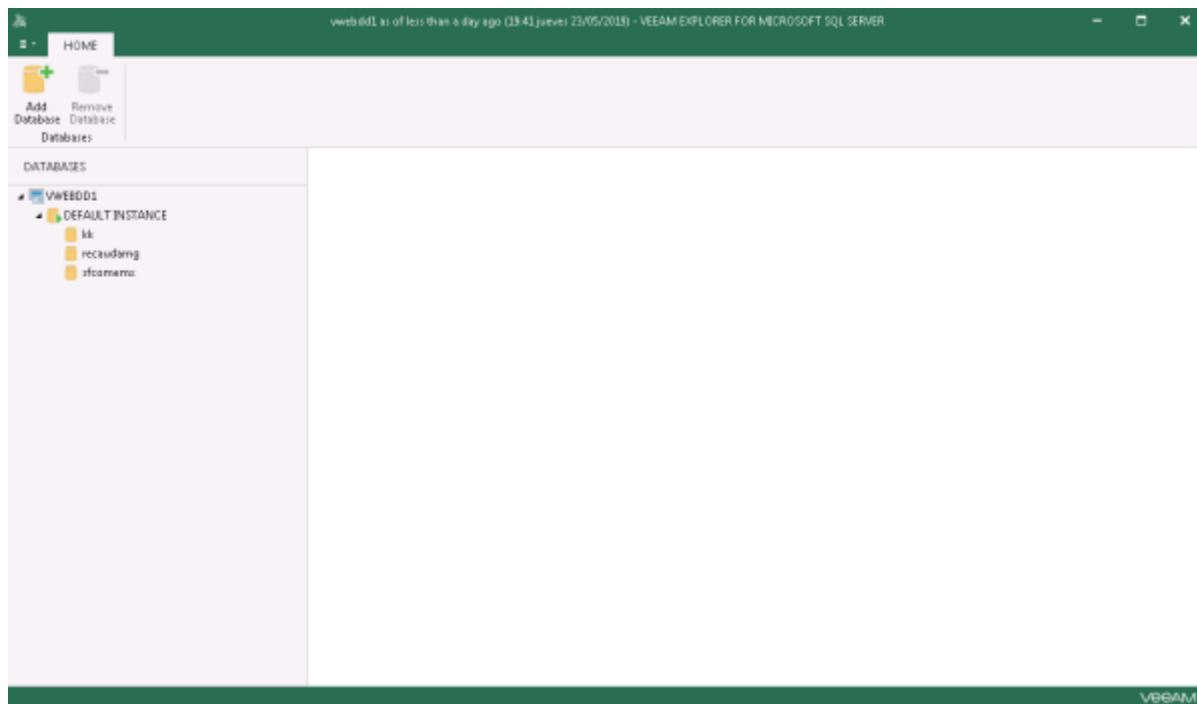 vwebdd1 as of less than a day ago (19:41 jueves 23/05/2019) - VEEAM EXPLORER FOR MICROSOFT SQL SERVER
HOME
Add Database
Remove Database
Databases
DATABASES
VWEBDD1
DEFAULT INSTANCE
kk
VEEAM